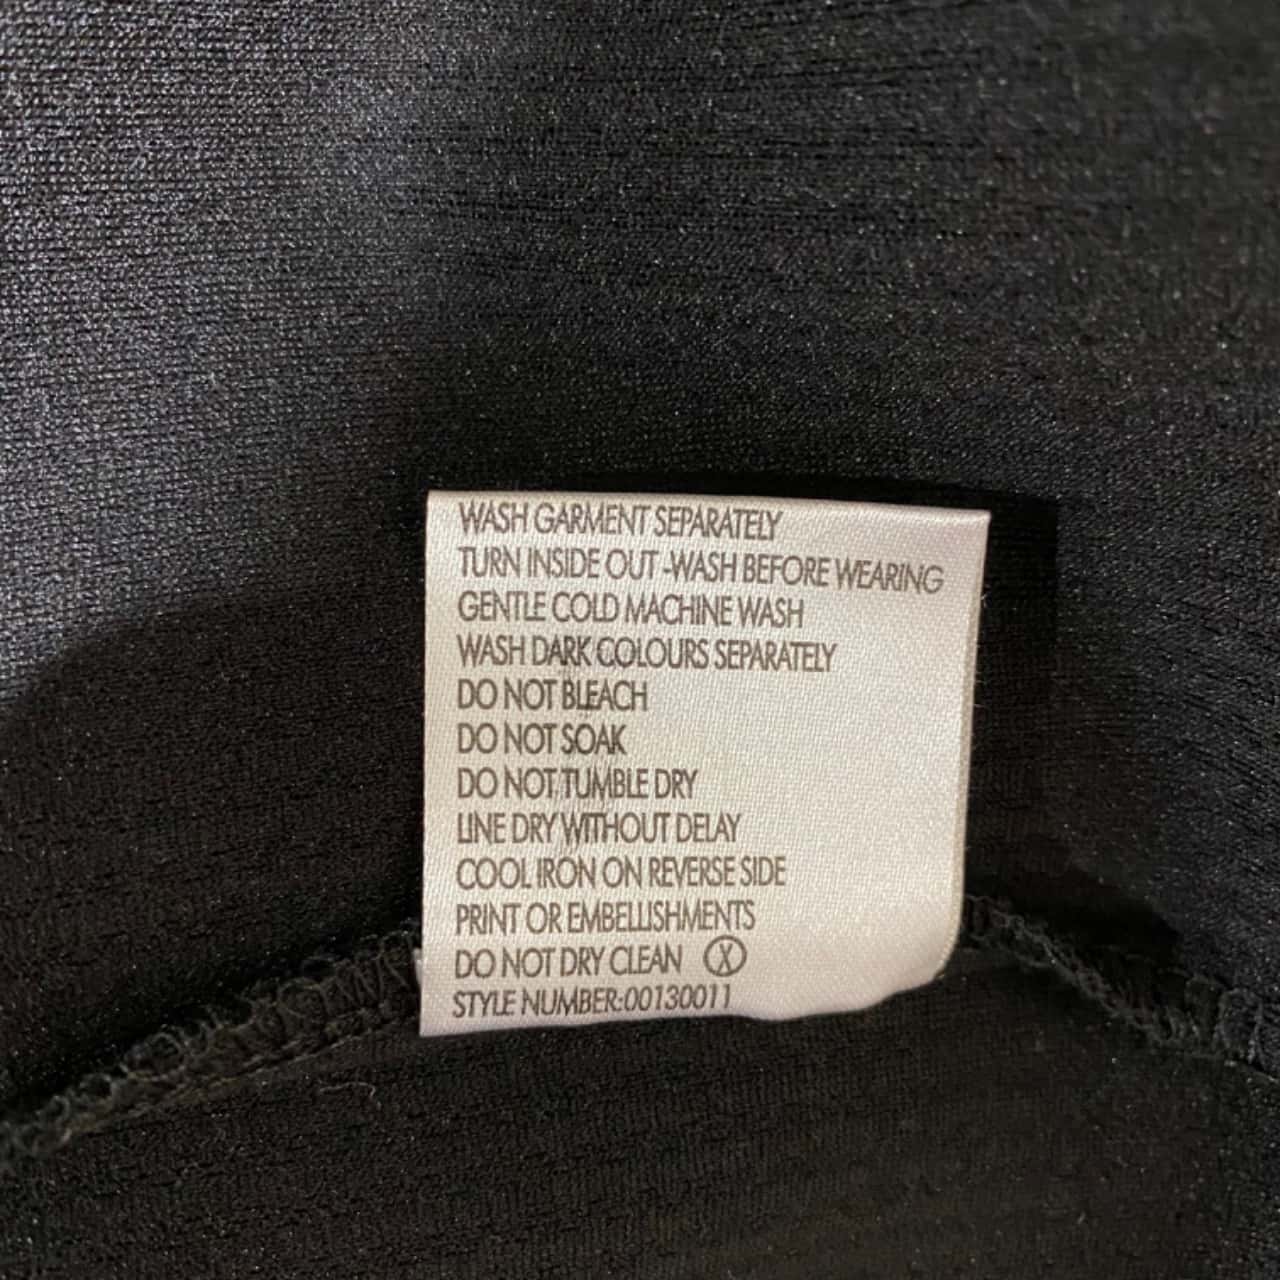 WASH GARMENT SEPARATELY
TURN INSIDE OUT -WASH BEFORE WEARING
GENTLE COLD MACHINE WASH
WASH DARK COLOURS SEPARATELY
DO NOT BLEACH
DO NOT SOAK
DO NOT TUMBLE DRY
LINE DRY WITHOUT DELAY
COOL IRON ON REVERSE SIDE
PRINT OR EMBELLISHMENTS
DO NOT DRY CLEAN Ⓧ
STYLE NUMBER:00130011